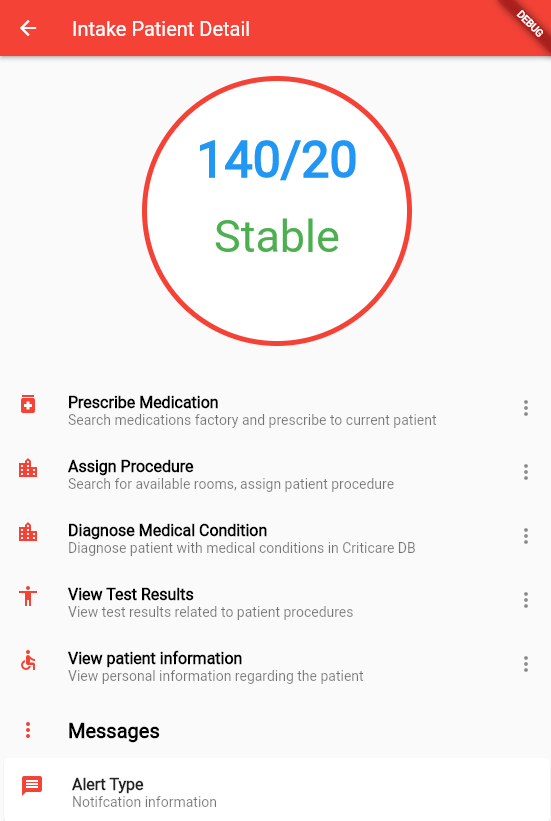 Intake Patient Detail
DEBUG
140/20
Stable
Prescribe Medication
Search medications factory and prescribe to current patient
Assign Procedure
Search for available rooms, assign patient procedure
Diagnose Medical Condition
Diagnose patient with medical conditions in Criticare DB
View Test Results
View test results related to patient procedures
View patient information
View personal information regarding the patient
Messages
Alert Type
Notifcation information